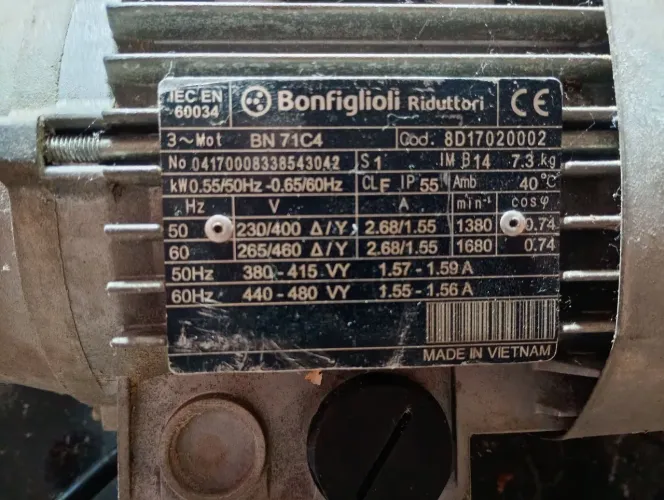 IEC EN
60034
Bonfiglioli Riduttori
CE
3~Mot BN 71C4 Cod. 8D17020002
No 04170008338543042 S1 IM B14 7.3 kg
kW 0.55/50Hz -0.65/60Hz CL F IP 55 Amb 40 °C
Hz V A min⁻¹ cosφ
50 230/400 Δ/Y 2.68/1.55 1380 0.74
60 265/460 Δ/Y 2.68/1.55 1680 0.74
50Hz 380 - 415 VY 1.57 - 1.59 A
60Hz 440 - 480 VY 1.55 - 1.56 A
MADE IN VIETNAM